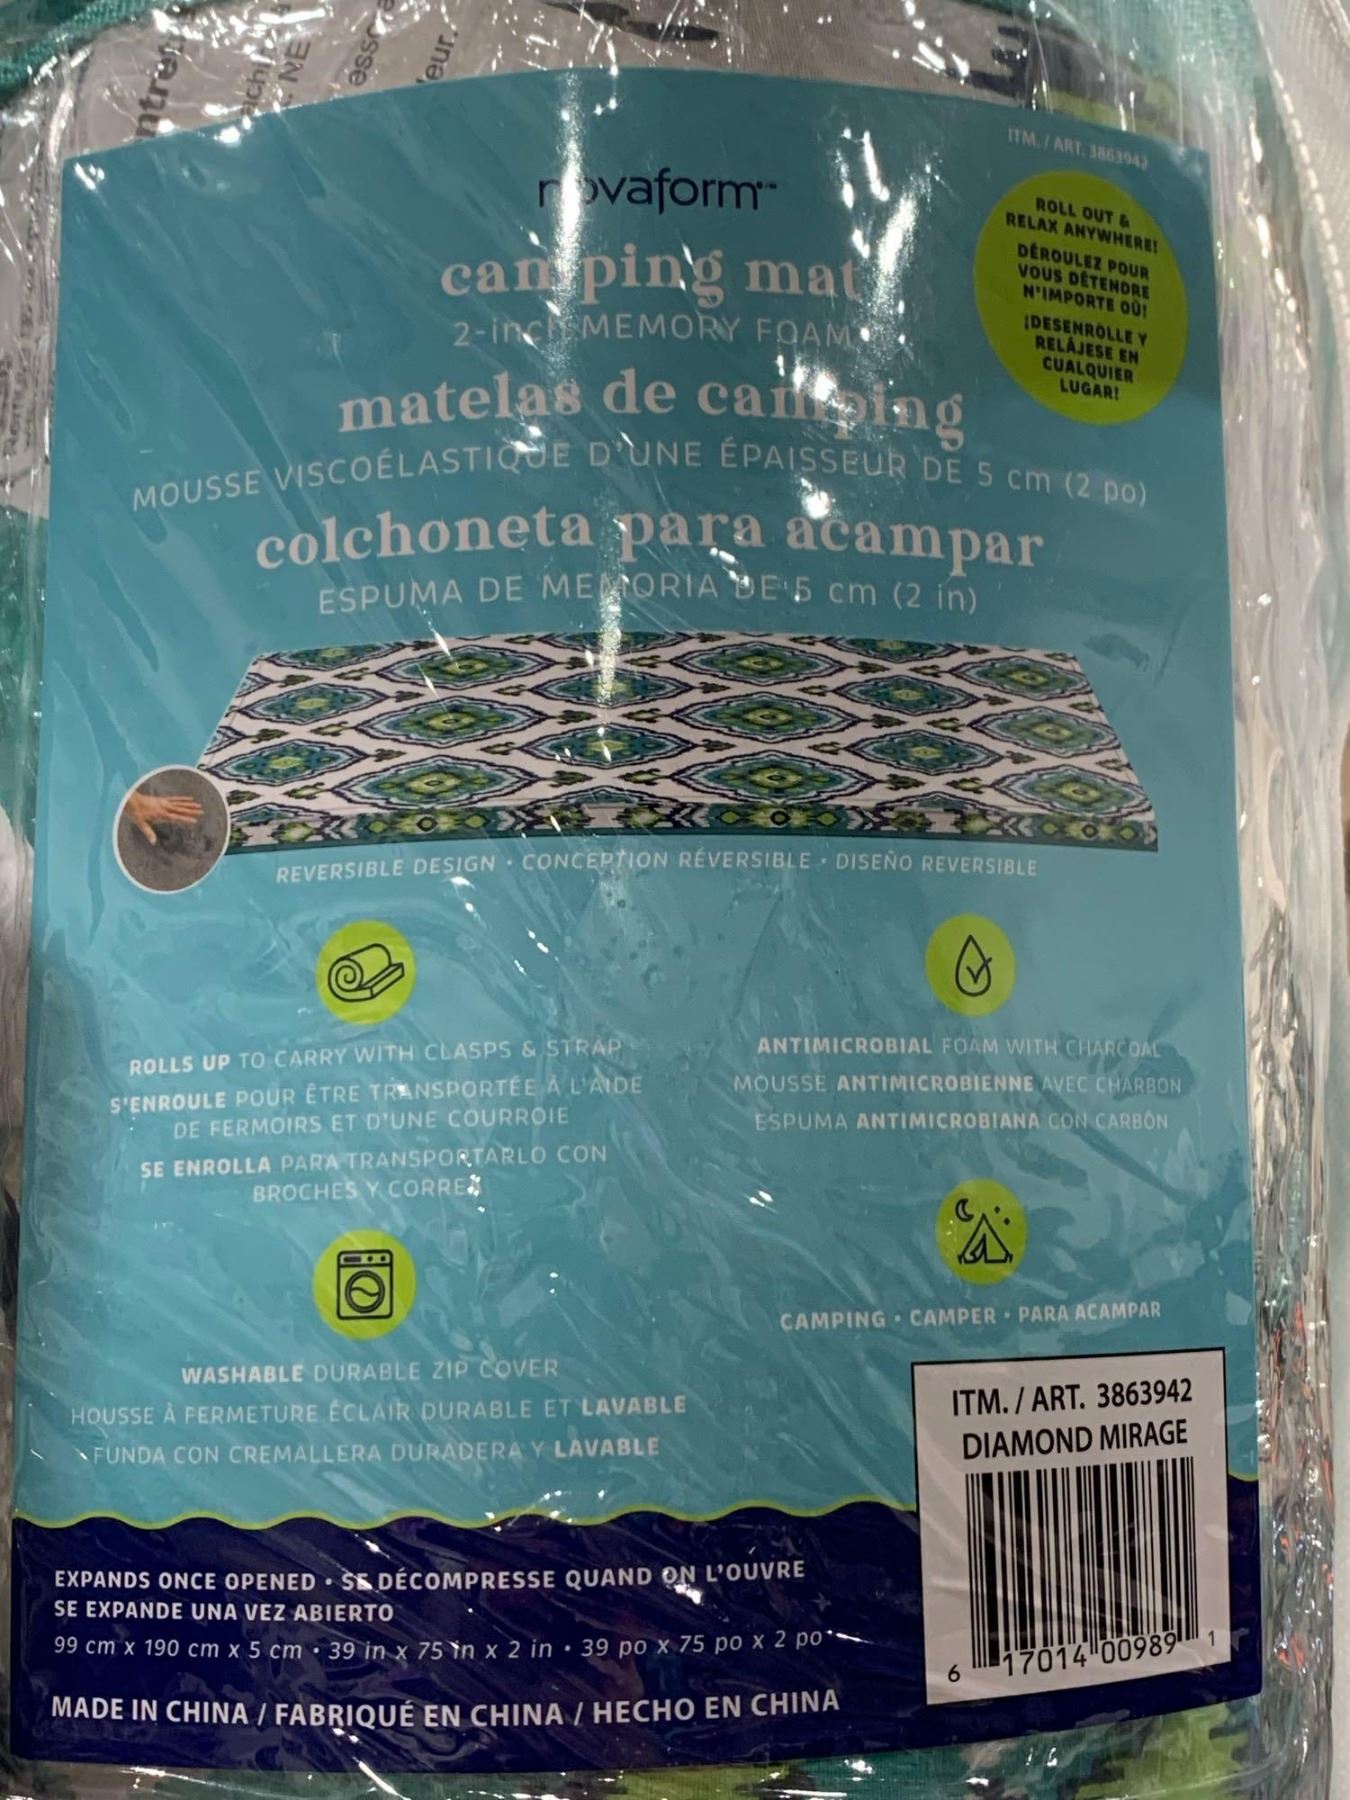 ntre
ach
NE
esso
leur.
ITM. / ART. 3863942
novaform™
ROLL OUT &
RELAX ANYWHERE!
DÉROULEZ POUR
VOUS DÉTENDRE
N'IMPORTE OÙ!
¡DESENROLLE Y
RELÁJESE EN
CUALQUIER
LUGAR!
camping mat
2-inch MEMORY FOAM
matelas de camping
MOUSSE VISCOÉLASTIQUE D'UNE ÉPAISSEUR DE 5 cm (2 po)
colchoneta para acampar
ESPUMA DE MEMORIA DE 5 cm (2 in)
REVERSIBLE DESIGN • CONCEPTION RÉVERSIBLE • DISEÑO REVERSIBLE
ROLLS UP TO CARRY WITH CLASPS & STRAP
S'ENROULE POUR ÊTRE TRANSPORTÉE À L'AIDE
DE FERMOIRS ET D'UNE COURROIE
SE ENROLLA PARA TRANSPORTARLO CON
BROCHES Y CORREA
ANTIMICROBIAL FOAM WITH CHARCOAL
MOUSSE ANTIMICROBIENNE AVEC CHARBON
ESPUMA ANTIMICROBIANA CON CARBÓN
WASHABLE DURABLE ZIP COVER
HOUSSE À FERMETURE ÉCLAIR DURABLE ET LAVABLE
FUNDA CON CREMALLERA DURADERA Y LAVABLE
CAMPING • CAMPER • PARA ACAMPAR
ITM. / ART. 3863942
DIAMOND MIRAGE
6 17014 00989 1
EXPANDS ONCE OPENED • SE DÉCOMPRESSE QUAND ON L'OUVRE
SE EXPANDE UNA VEZ ABIERTO
99 cm x 190 cm x 5 cm • 39 in x 75 in x 2 in • 39 po x 75 po x 2 po
MADE IN CHINA / FABRIQUÉ EN CHINA / HECHO EN CHINA